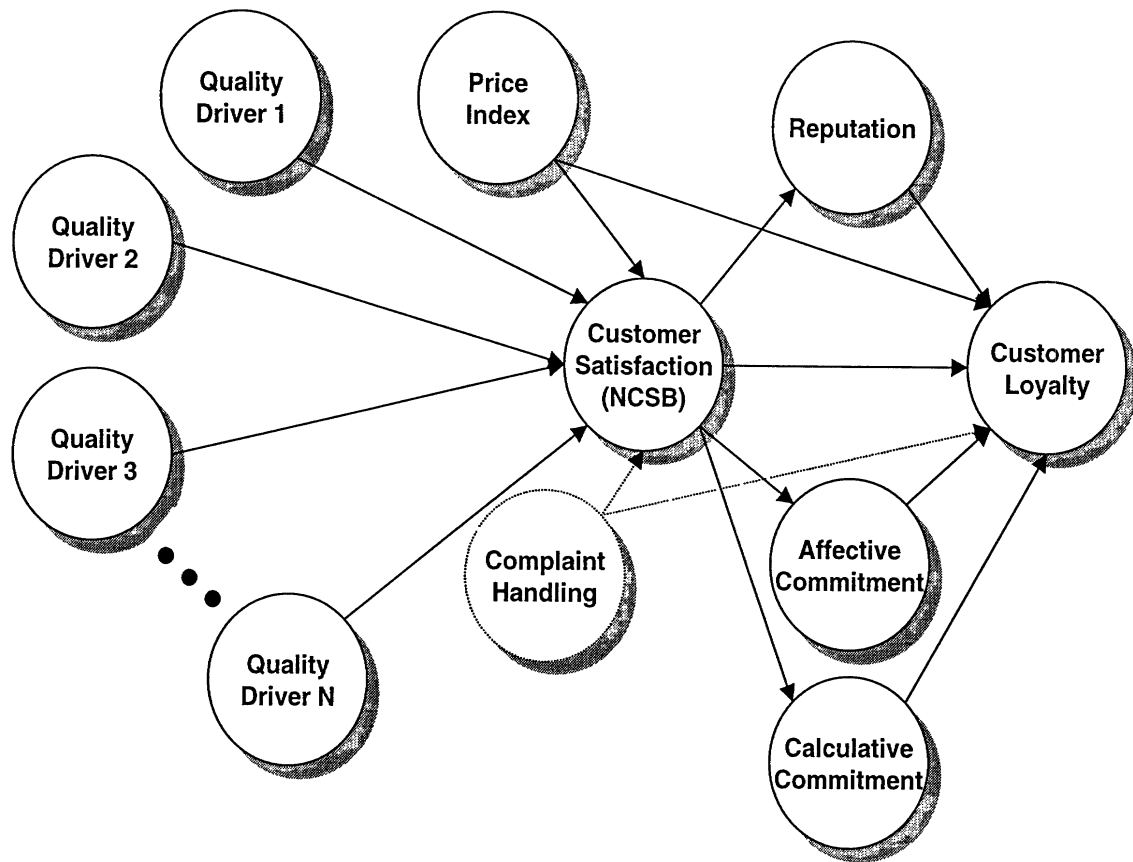 Quality
Driver 1
Price
Index
Reputation
Quality
Driver 2
Customer
Satisfaction
(NCSB)
Customer
Loyalty
Quality
Driver 3
Complaint
Handling
Affective
Commitment
Quality
Driver N
Calculative
Commitment